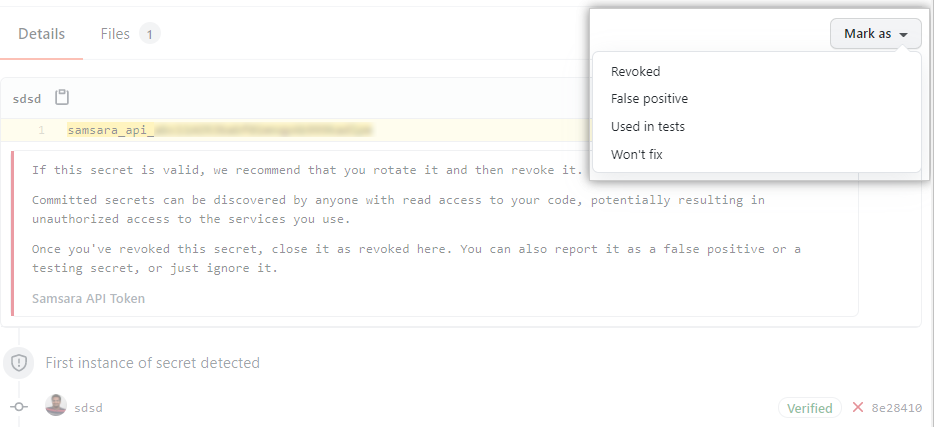 Details Files 1 Mark as
Revoked
False positive
Used in tests
Won't fix
sdsd
1 samsara_api_
If this secret is valid, we recommend that you rotate it and then revoke it.
Committed secrets can be discovered by anyone with read access to your code, potentially resulting in
unauthorized access to the services you use.
Once you've revoked this secret, close it as revoked here. You can also report it as a false positive or a
testing secret, or just ignore it.
Samsara API Token
First instance of secret detected
sdsd Verified 8e28410